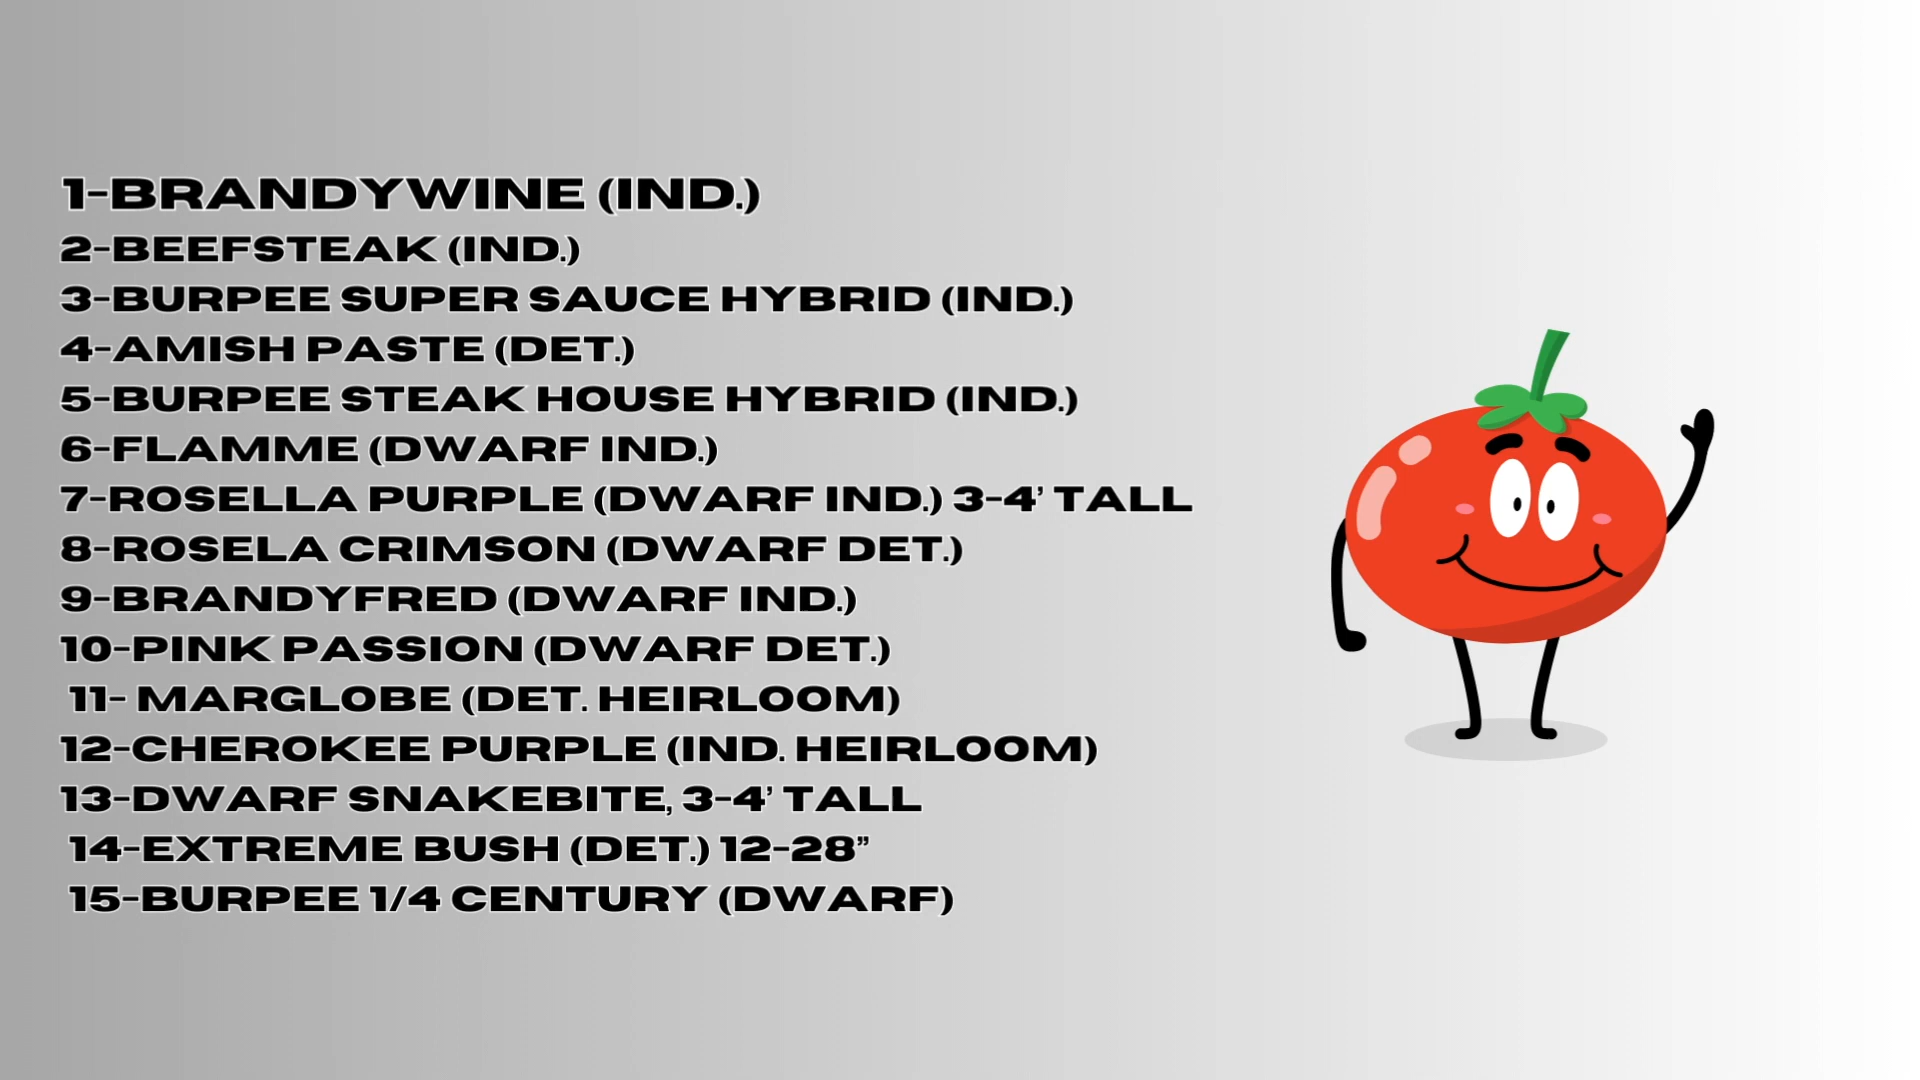 1-BRANDYWINE (IND.)
2-BEEFSTEAK (IND.)
3-BURPEE SUPER SAUCE HYBRID (IND.)
4-AMISH PASTE (DET.)
5-BURPEE STEAK HOUSE HYBRID (IND.)
6-FLAMME (DWARF IND.)
7-ROSELLA PURPLE (DWARF IND.) 3-4’ TALL
8-ROSELA CRIMSON (DWARF DET.)
9-BRANDYFRED (DWARF IND.)
10-PINK PASSION (DWARF DET.)
11- MARGLOBE (DET. HEIRLOOM)
12-CHEROKEE PURPLE (IND. HEIRLOOM)
13-DWARF SNAKEBITE, 3-4’ TALL
14-EXTREME BUSH (DET.) 12-28”
15-BURPEE 1/4 CENTURY (DWARF)